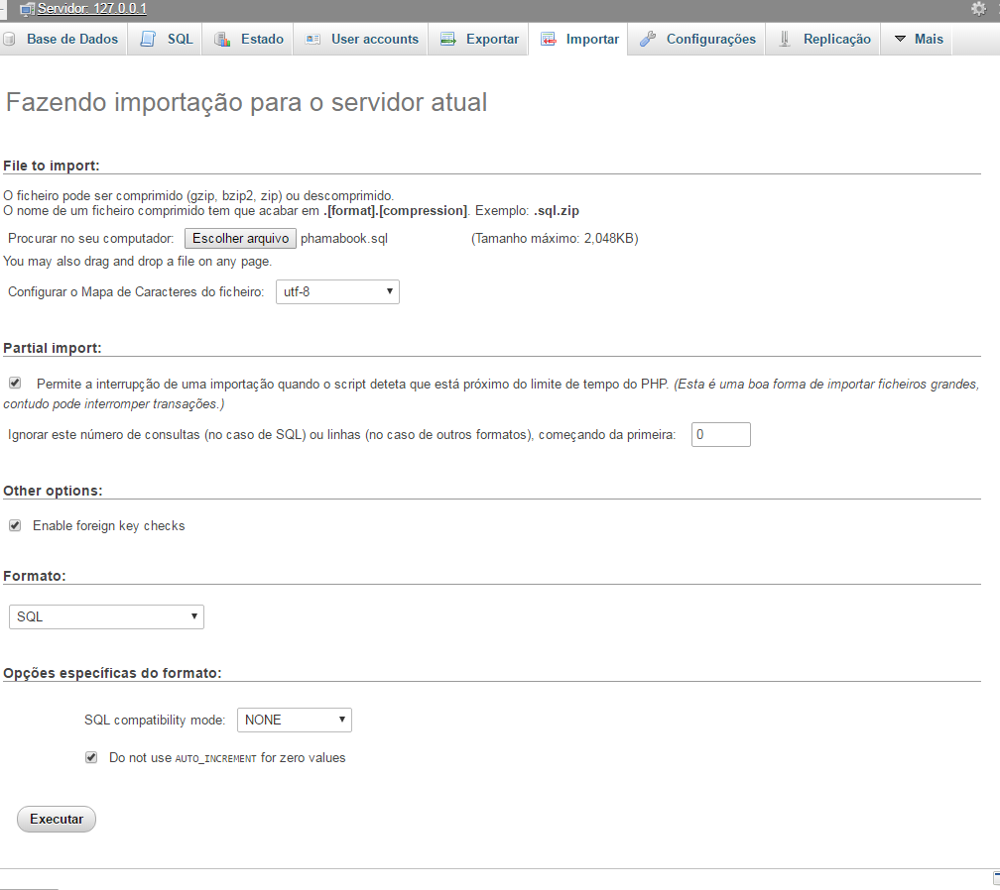 Servidor: 127.0.0.1
Base de Dados SQL Estado User accounts Exportar Importar Configurações Replicação Mais
Fazendo importação para o servidor atual
File to import:
O ficheiro pode ser comprimido (gzip, bzip2, zip) ou descomprimido.
O nome de um ficheiro comprimido tem que acabar em .[format].[compression]. Exemplo: .sql.zip
Procurar no seu computador: Escolher arquivo phamabook.sql (Tamanho máximo: 2,048KB)
You may also drag and drop a file on any page.
Configurar o Mapa de Caracteres do ficheiro: utf-8
Partial import:
Permite a interrupção de uma importação quando o script deteta que está próximo do limite de tempo do PHP. (Esta é uma boa forma de importar ficheiros grandes,
contudo pode interromper transações.)
Ignorar este número de consultas (no caso de SQL) ou linhas (no caso de outros formatos), começando da primeira: 0
Other options:
Enable foreign key checks
Formato:
SQL
Opções específicas do formato:
SQL compatibility mode: NONE
Do not use AUTO_INCREMENT for zero values
Executar